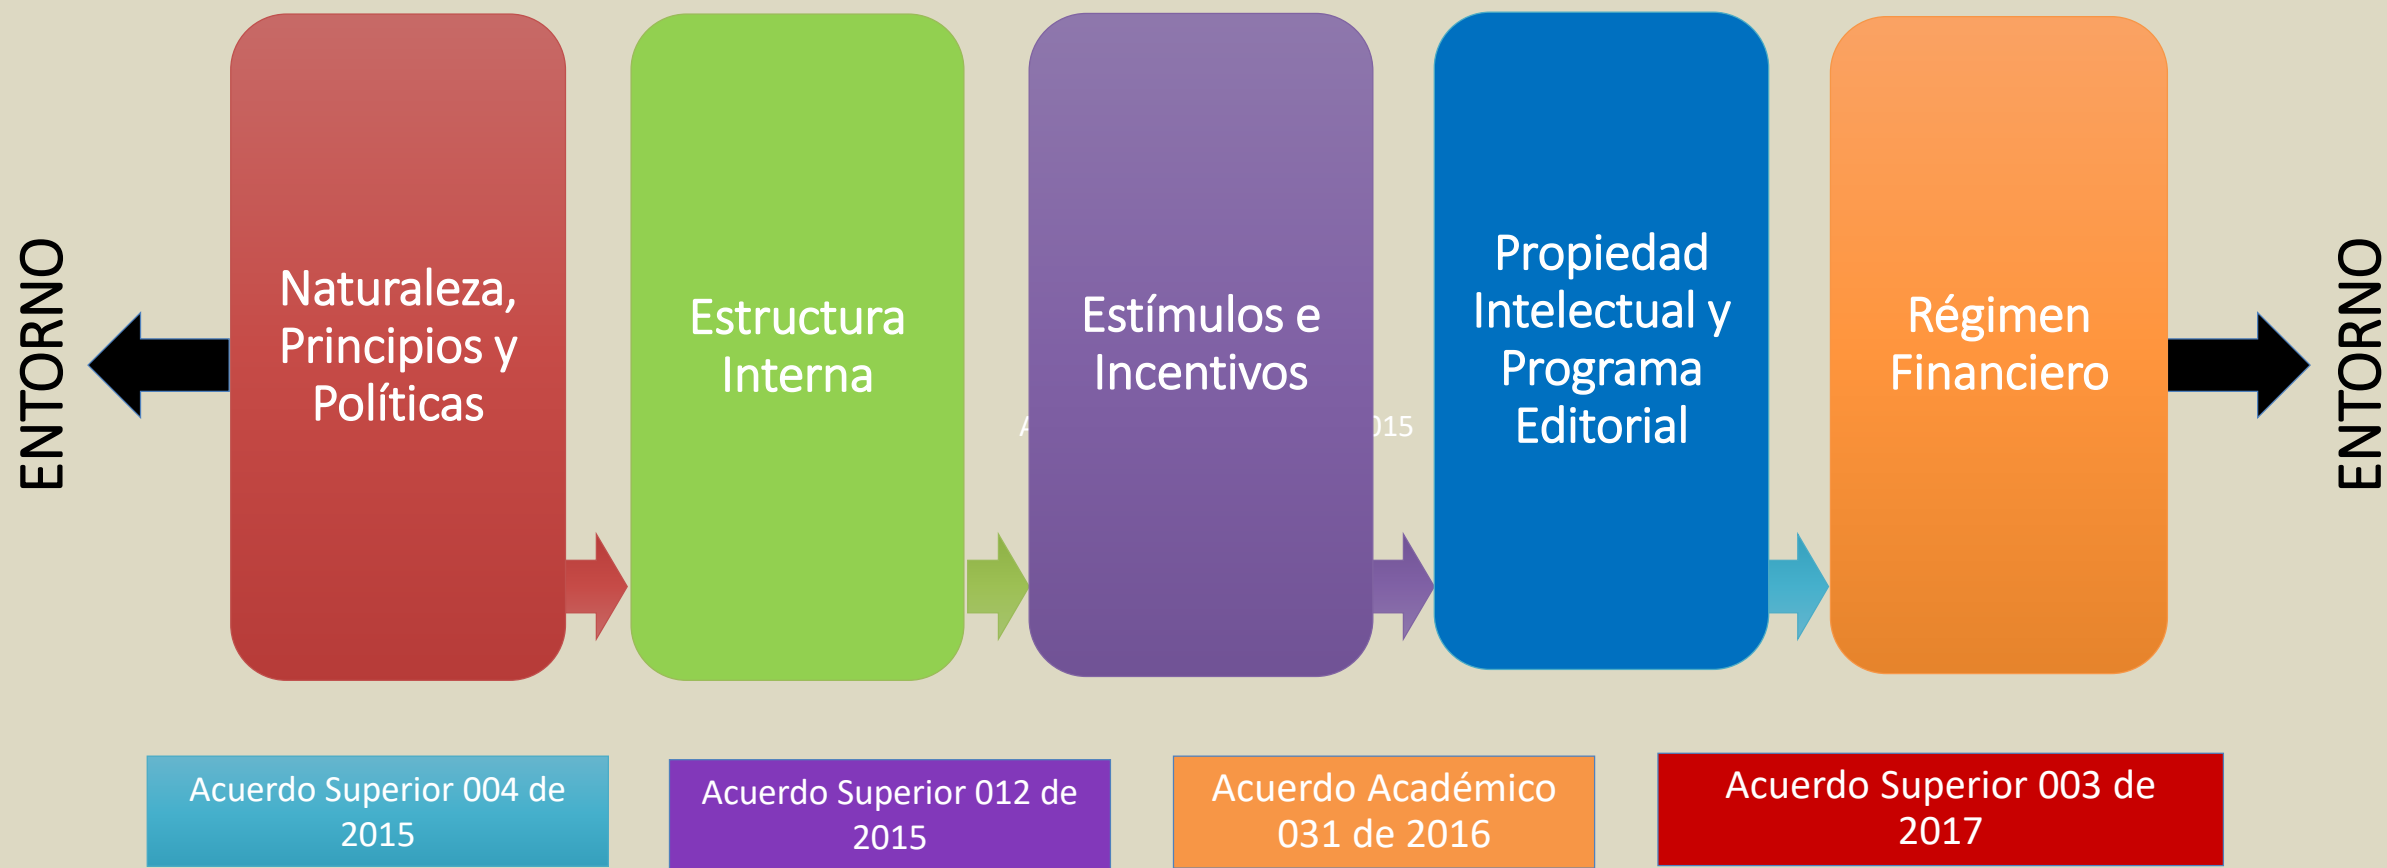 ENTORNO
Naturaleza,
Principios y
Políticas
Estructura
Interna
Estímulos e
Incentivos
Propiedad
Intelectual y
Programa
Editorial
Régimen
Financiero
ENTORNO
Acuerdo Superior 004 de
2015
Acuerdo Superior 012 de
2015
Acuerdo Académico
031 de 2016
Acuerdo Superior 003 de
2017